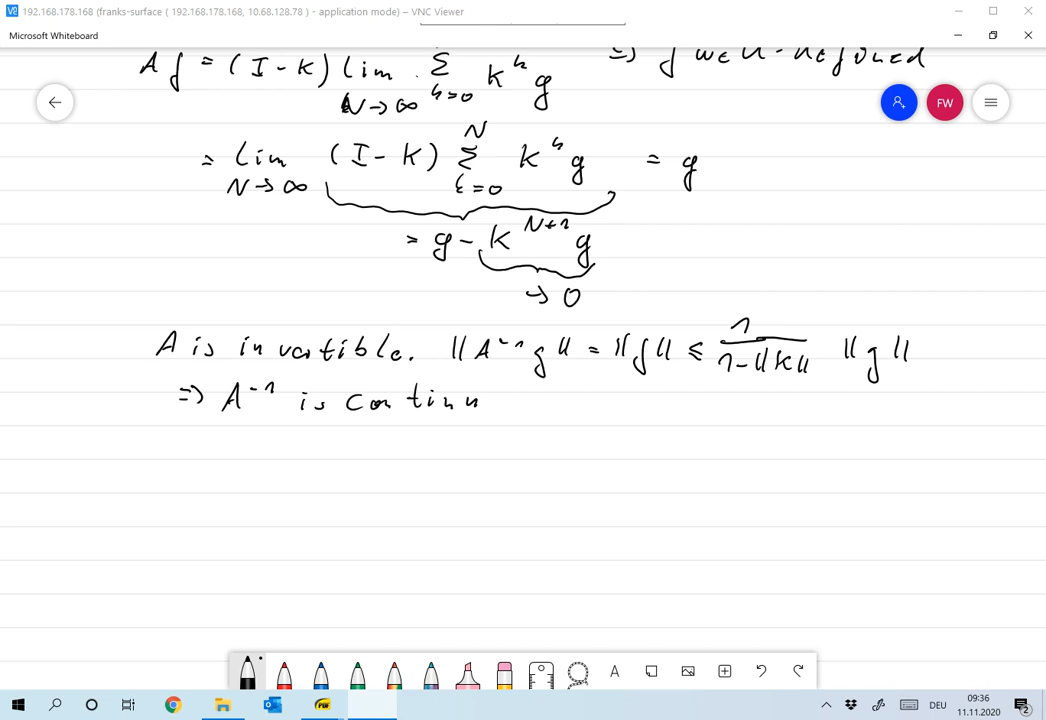 192.168.178.168 (franks-surface ( 192.168.178.168, 10.68.128.78 ) - application mode) – VNC Viewer
Microsoft Whiteboard
A f = (I - K) lim Σ K^n g ⇒ f well-defined
N→∞ n=0
= lim (I - K) Σ K^n g = g
N→∞ N =0
= g - K^{N+1} g
→ 0
A is invertible. ||A^{-1} g|| = ||f|| ≤ 1/(1-||K||) ||g||
⇒ A^{-1} is continu
FW
A
DEU
09:36
11.11.2020
2